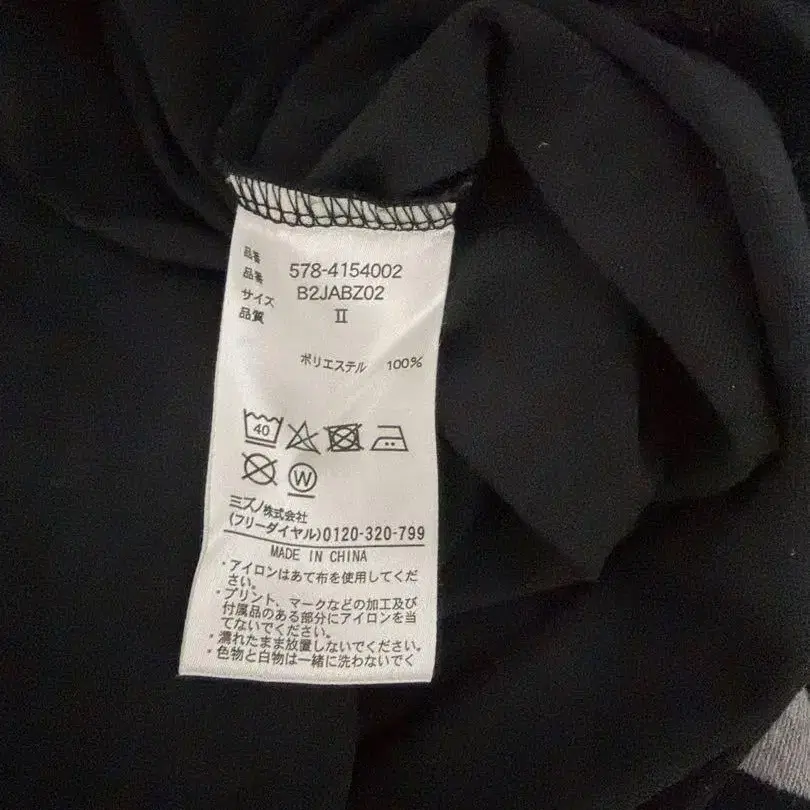 品番 578-4154002
品番 B2JABZ02
サイズ II
品質
ポリエステル 100%
40
W
ミズノ株式会社
(フリーダイヤル)0120-320-799
MADE IN CHINA
・アイロンはあて布を使用してくだ
さい。
・プリント、マークなどの加工及び
付属品のある部分にアイロンを当
てないでください。
・濡れたまま放置しないでください。
・色物と白物は一緒に洗わないでく